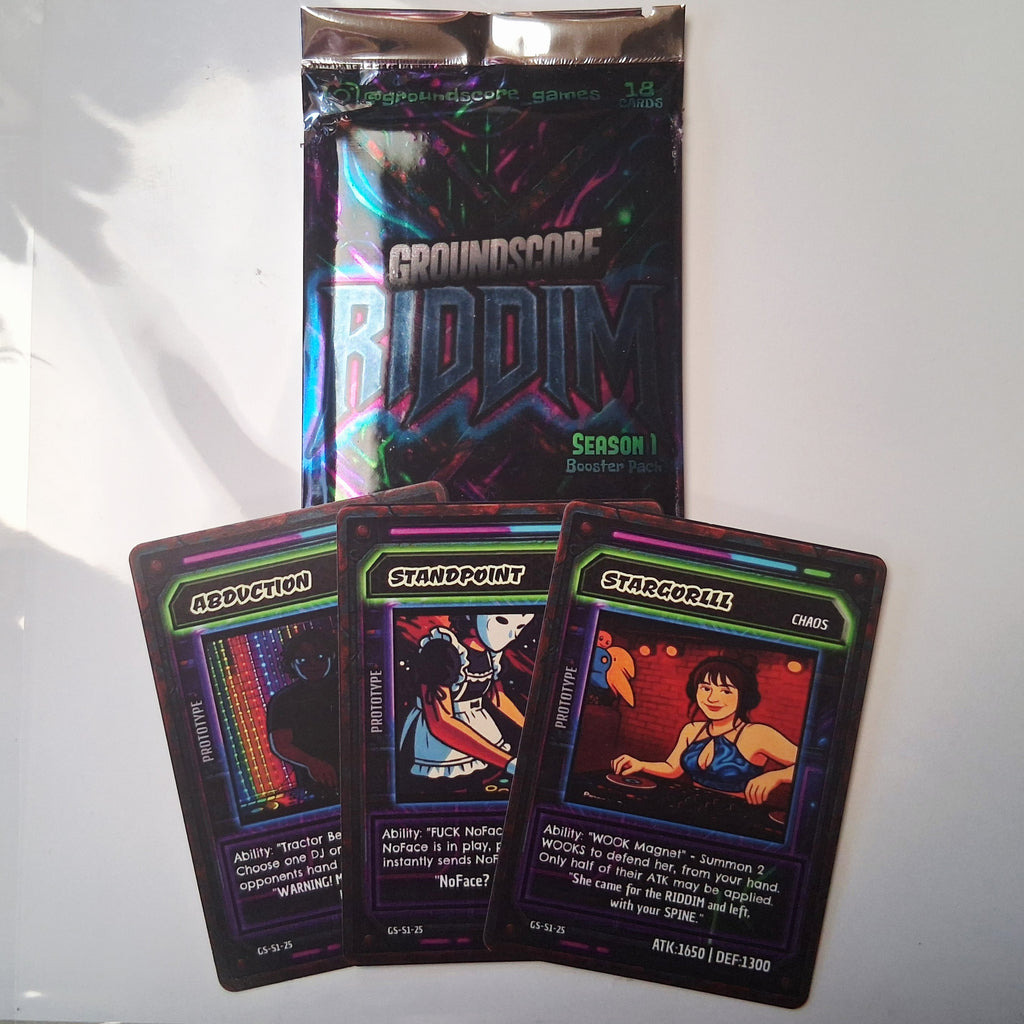 @groundscore games
18
CARDS
GROUNDSCORE
RIDDIM
SEASON 1
Booster Pack
ABDUCTION
PROTOTYPE
Ability: "Tractor Be
Choose one DJ or
opponents hand
"WARNING! M
GS-S1-25
STANDPOINT
PROTOTYPE
Ability: "FUCK NoFac
NoFace is in play, p
instantly sends NoF
"NoFace?
GS-S1-25
STARGORLLL
CHAOS
PROTOTYPE
Ability: "WOOK Magnet" - Summon 2
WOOKS to defend her, from your hand.
Only half of their ATK may be applied.
"She came for the RIDDIM and left,
with your SPINE."
GS-S1-25
ATK:1650 | DEF:1300